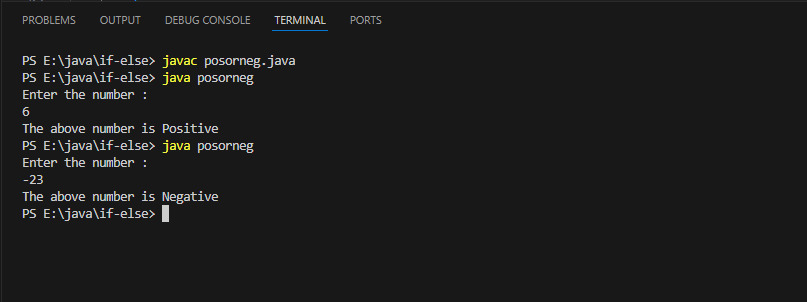 PROBLEMS OUTPUT DEBUG CONSOLE TERMINAL PORTS
PS E:\java\if-else> javac posorneg.java
PS E:\java\if-else> java posorneg
Enter the number :
6
The above number is Positive
PS E:\java\if-else> java posorneg
Enter the number :
-23
The above number is Negative
PS E:\java\if-else>